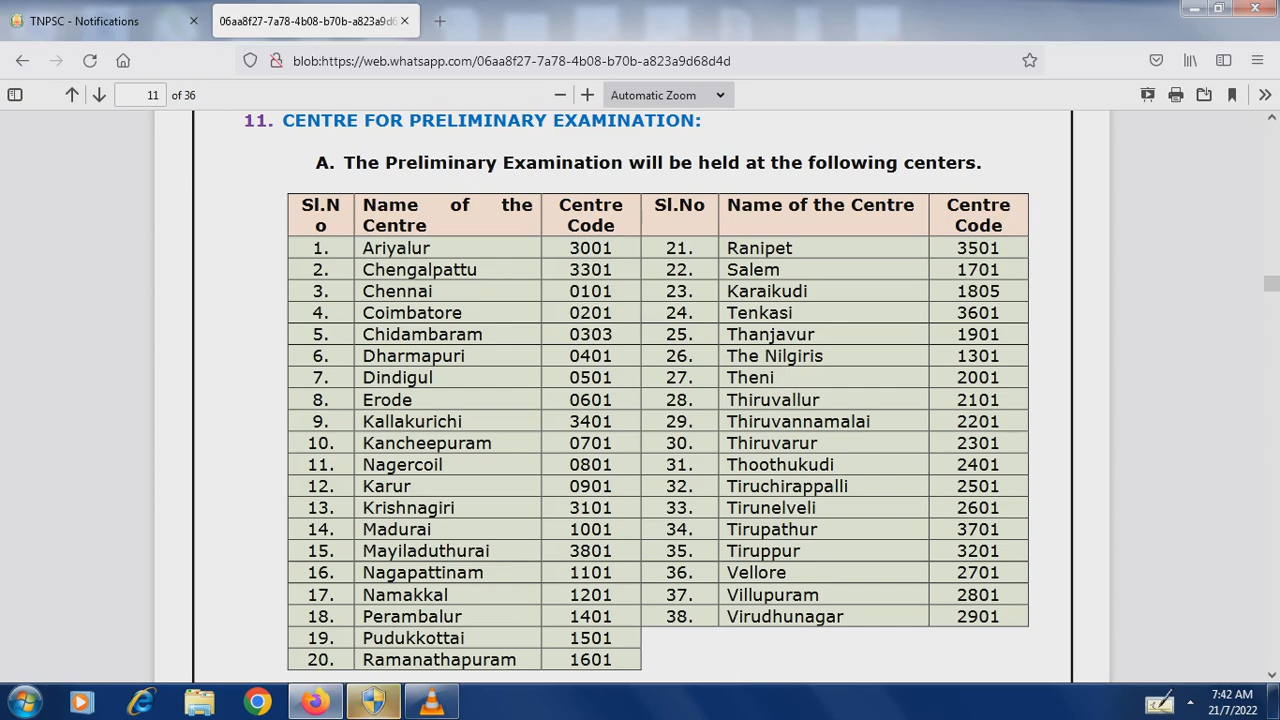 TNPSC - Notifications
06aa8f27-7a78-4b08-b70b-a823a9d6
blob:https://web.whatsapp.com/06aa8f27-7a78-4b08-b70b-a823a9d68d4d
11 of 36
Automatic Zoom
11. CENTRE FOR PRELIMINARY EXAMINATION:
A. The Preliminary Examination will be held at the following centers.
Sl.No Name of the Centre Centre Code Sl.No Name of the Centre Centre Code
1. Ariyalur 3001 21. Ranipet 3501
2. Chengalpattu 3301 22. Salem 1701
3. Chennai 0101 23. Karaikudi 1805
4. Coimbatore 0201 24. Tenkasi 3601
5. Chidambaram 0303 25. Thanjavur 1901
6. Dharmapuri 0401 26. The Nilgiris 1301
7. Dindigul 0501 27. Theni 2001
8. Erode 0601 28. Thiruvallur 2101
9. Kallakurichi 3401 29. Thiruvannamalai 2201
10. Kancheepuram 0701 30. Thiruvarur 2301
11. Nagercoil 0801 31. Thoothukudi 2401
12. Karur 0901 32. Tiruchirappalli 2501
13. Krishnagiri 3101 33. Tirunelveli 2601
14. Madurai 1001 34. Tirupathur 3701
15. Mayiladuthurai 3801 35. Tiruppur 3201
16. Nagapattinam 1101 36. Vellore 2701
17. Namakkal 1201 37. Villupuram 2801
18. Perambalur 1401 38. Virudhunagar 2901
19. Pudukkottai 1501
20. Ramanathapuram 1601
7:42 AM
21/7/2022